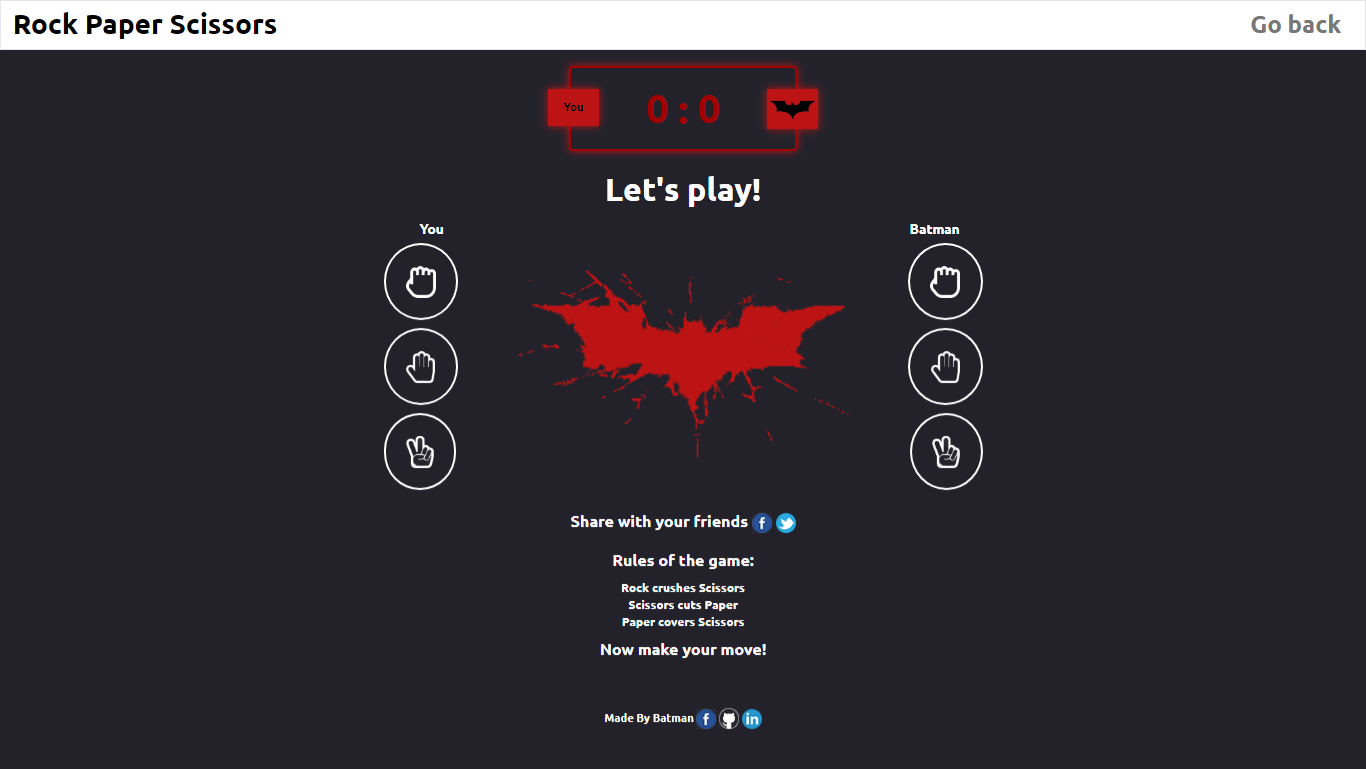 Rock Paper Scissors
Go back
You
0 : 0
Let's play!
You
Batman
Share with your friends
Rules of the game:
Rock crushes Scissors
Scissors cuts Paper
Paper covers Scissors
Now make your move!
Made By Batman